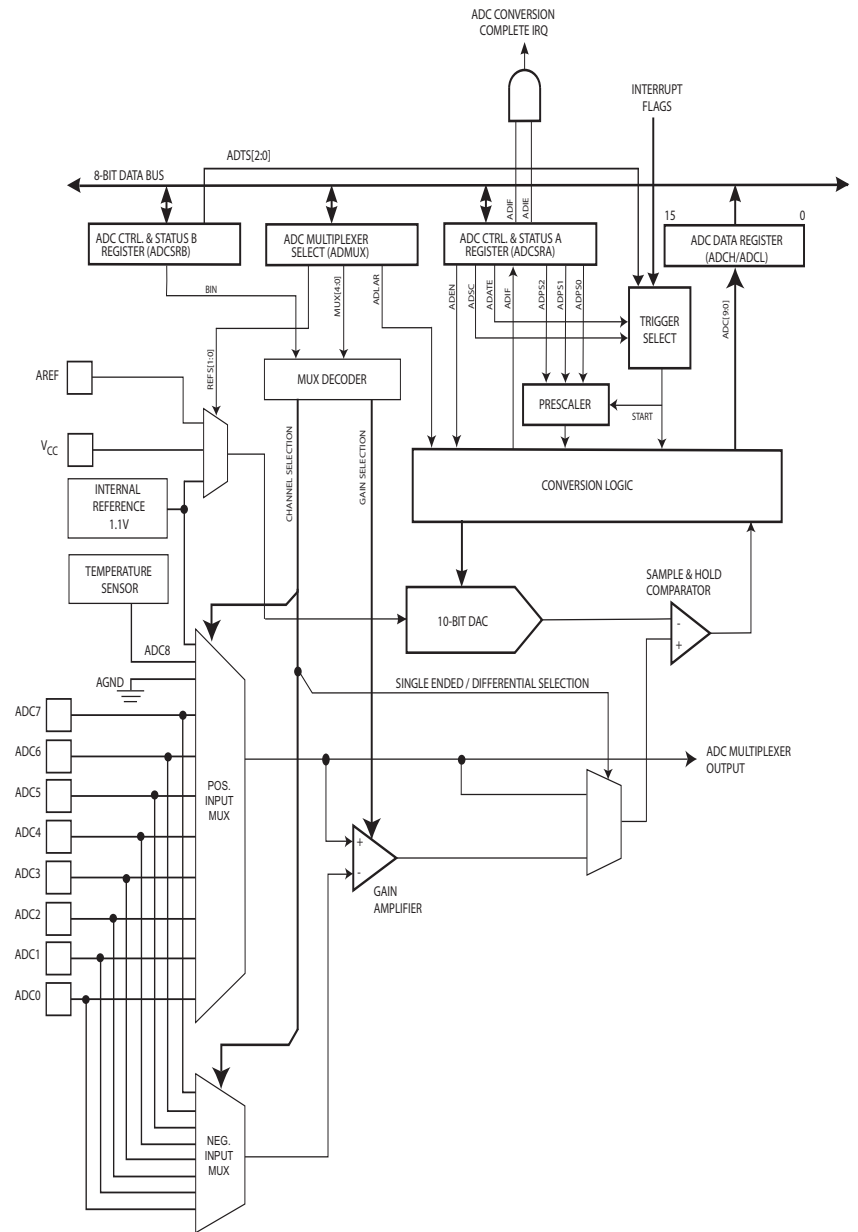 ADC CONVERSION
COMPLETE IRQ
INTERRUPT
FLAGS
ADTS[2:0]
8-BIT DATA BUS
ADIF
ADIE
15
0
ADC CTRL. & STATUS B
REGISTER (ADCSRB)
ADC MULTIPLEXER
SELECT (ADMUX)
ADC CTRL. & STATUS A
REGISTER (ADCSRA)
ADC DATA REGISTER
(ADCH/ADCL)
BIN
REFS[1:0]
MUX[4:0]
ADLAR
ADEN
ADSC
ADATE
ADIF
ADPS2
ADPS1
ADPS0
TRIGGER
SELECT
ADC[9:0]
AREF
MUX DECODER
PRESCALER
START
VCC
CHANNEL SELECTION
GAIN SELECTION
CONVERSION LOGIC
INTERNAL
REFERENCE
1.1V
TEMPERATURE
SENSOR
10-BIT DAC
SAMPLE & HOLD
COMPARATOR
-
+
ADC8
AGND
SINGLE ENDED / DIFFERENTIAL SELECTION
ADC7
ADC6
ADC5
ADC4
ADC3
ADC2
ADC1
ADC0
POS.
INPUT
MUX
ADC MULTIPLEXER
OUTPUT
+
-
GAIN
AMPLIFIER
NEG.
INPUT
MUX